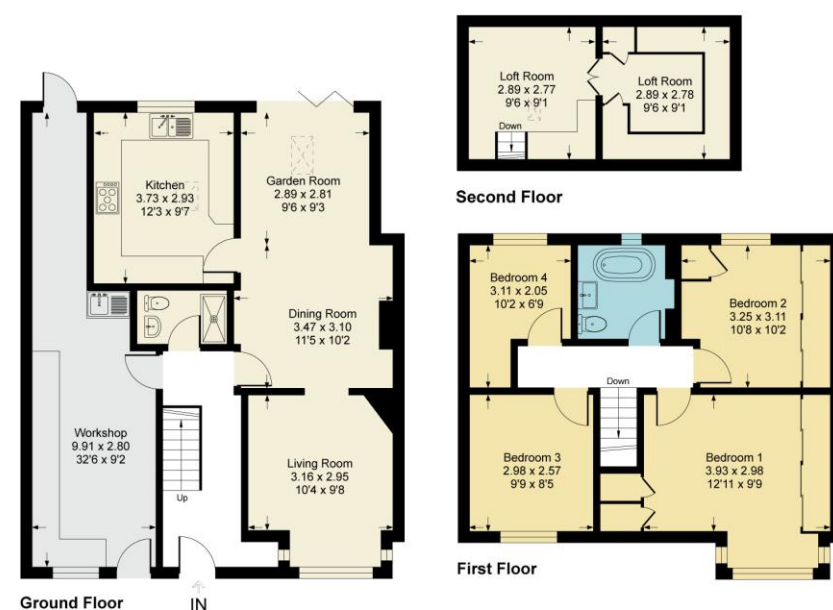 Kitchen
3.73 x 2.93
12'3 x 9'7
Garden Room
2.89 x 2.81
9'6 x 9'3
Dining Room
3.47 x 3.10
11'5 x 10'2
Workshop
9.91 x 2.80
32'6 x 9'2
Up
Living Room
3.16 x 2.95
10'4 x 9'8
Ground Floor
IN
Loft Room
2.89 x 2.77
9'6 x 9'1
Down
Loft Room
2.89 x 2.78
9'6 x 9'1
Second Floor
Bedroom 4
3.11 x 2.05
10'2 x 6'9
Bedroom 2
3.25 x 3.11
10'8 x 10'2
Down
Bedroom 3
2.98 x 2.57
9'9 x 8'5
Bedroom 1
3.93 x 2.98
12'11 x 9'9
First Floor